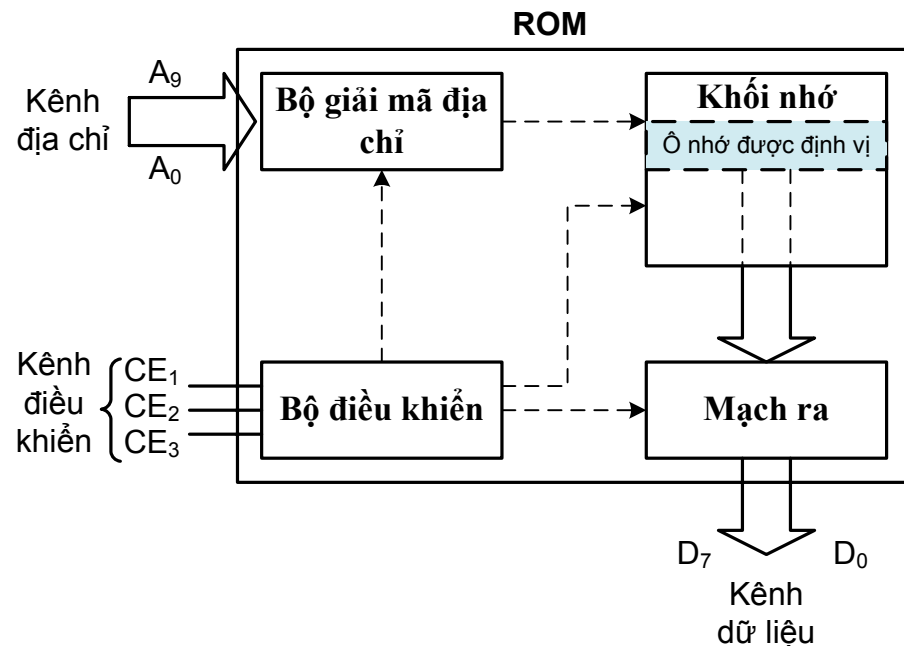 ROM
A₉
Kênh
địa chỉ
A₀
Bộ giải mã địa
chỉ
Khối nhớ
Ô nhớ được định vị
Kênh
điều
khiển
CE₁
CE₂
CE₃
Bộ điều khiển
Mạch ra
D₇
D₀
Kênh
dữ liệu